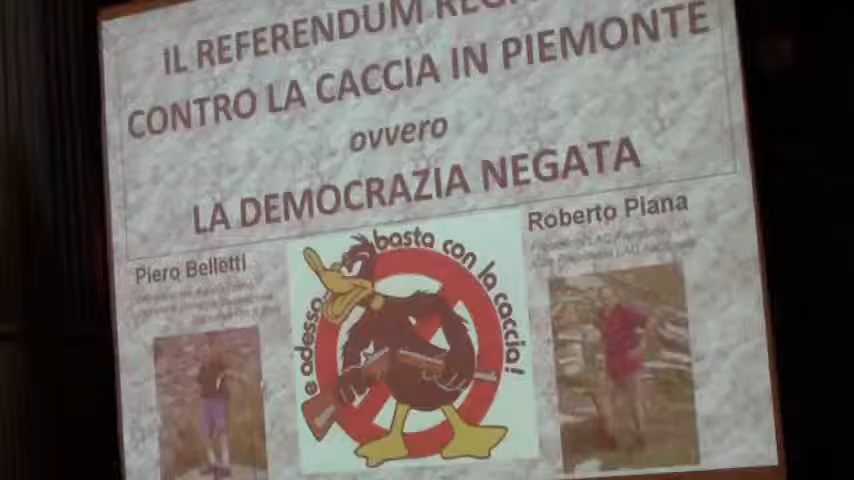 IL REFERENDUM
CONTRO LA CACCIA IN PIEMONTE
ovvero
LA DEMOCRAZIA NEGATA
Piero Belletti
Roberto Piana
e adesso basta con la caccia!